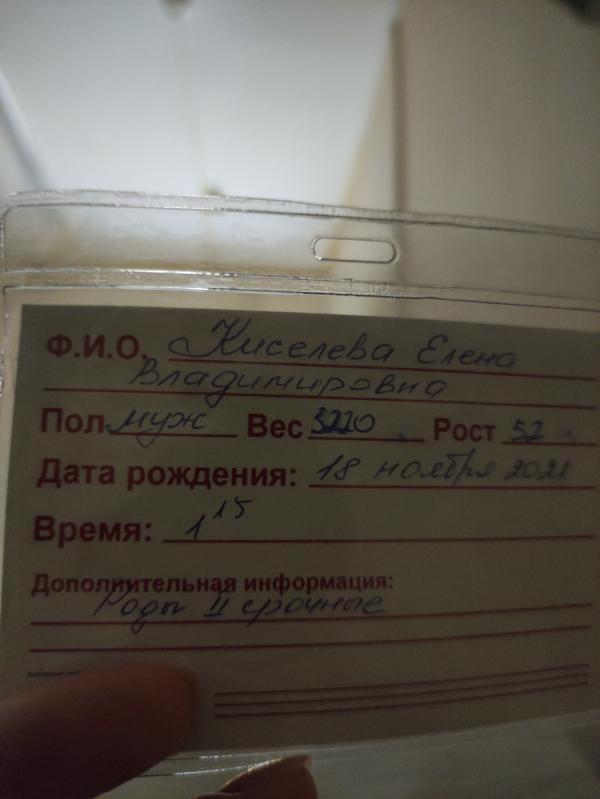 Ф.И.О. Киселева Елена
Владимировна
Пол муж Вес 3220 Рост 52
Дата рождения: 18 ноября 2021
Время: 1 15
Дополнительная информация:
Роды II срочные